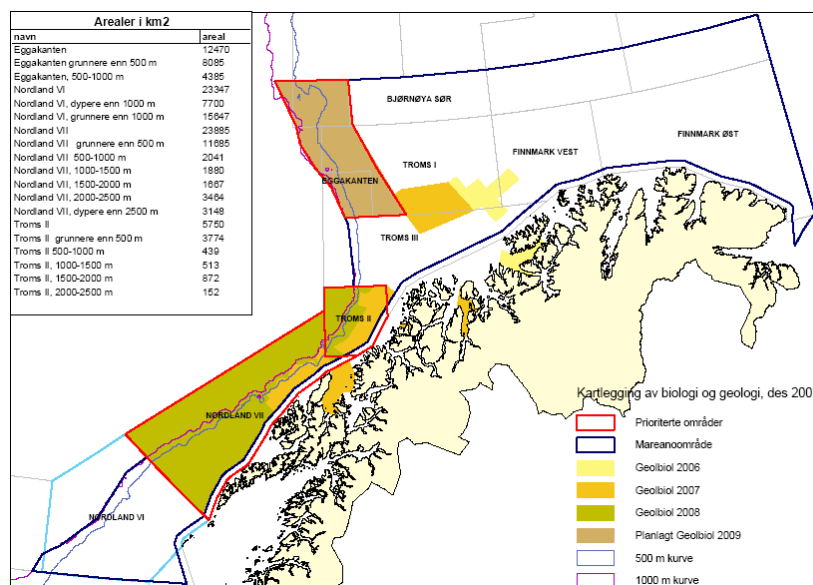 Arealer i km2
navn areal
Eggakanten 12470
Eggakanten grunnere enn 500 m 8085
Eggakanten, 500-1000 m 4385
Nordland VI 23347
Nordland VI, dypere enn 1000 m 7700
Nordland VI, grunnere enn 1000 m 15647
Nordland VII 23885
Nordland VII grunnere enn 500 m 11685
Nordland VII 500-1000 m 2041
Nordland VII, 1000-1500 m 1880
Nordland VII, 1500-2000 m 1667
Nordland VII, 2000-2500 m 3464
Nordland VII, dypere enn 2500 m 3148
Troms II 5750
Troms II grunnere enn 500 m 3774
Troms II 500-1000 m 439
Troms II, 1000-1500 m 513
Troms II, 1500-2000 m 872
Troms II, 2000-2500 m 152
BJØRNØYA SØR
FINNMARK ØST
FINNMARK VEST
TROMS I
EGGAKANTEN
TROMS III
TROMS II
NORDLAND VII
NORDLAND VI
Kartlegging av biologi og geologi, des 200
Prioriterte områder
Mareanoområde
Geolbiol 2006
Geolbiol 2007
Geolbiol 2008
Planlagt Geolbiol 2009
500 m kurve
1000 m kurve